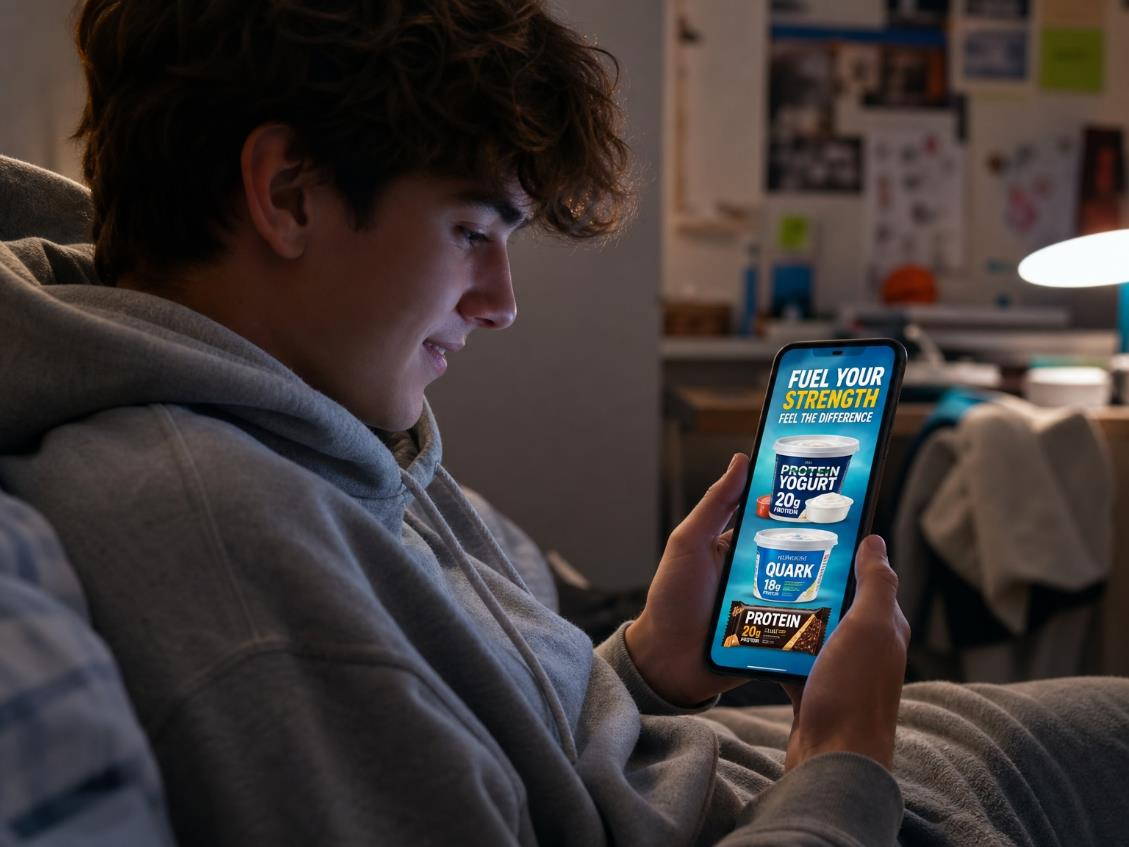 FUEL YOUR
STRENGTH
FEEL THE DIFFERENCE
PROTEIN
YOGURT
20g
PROTEIN
QUARK
18g
PROTEIN
20g
PROTEIN